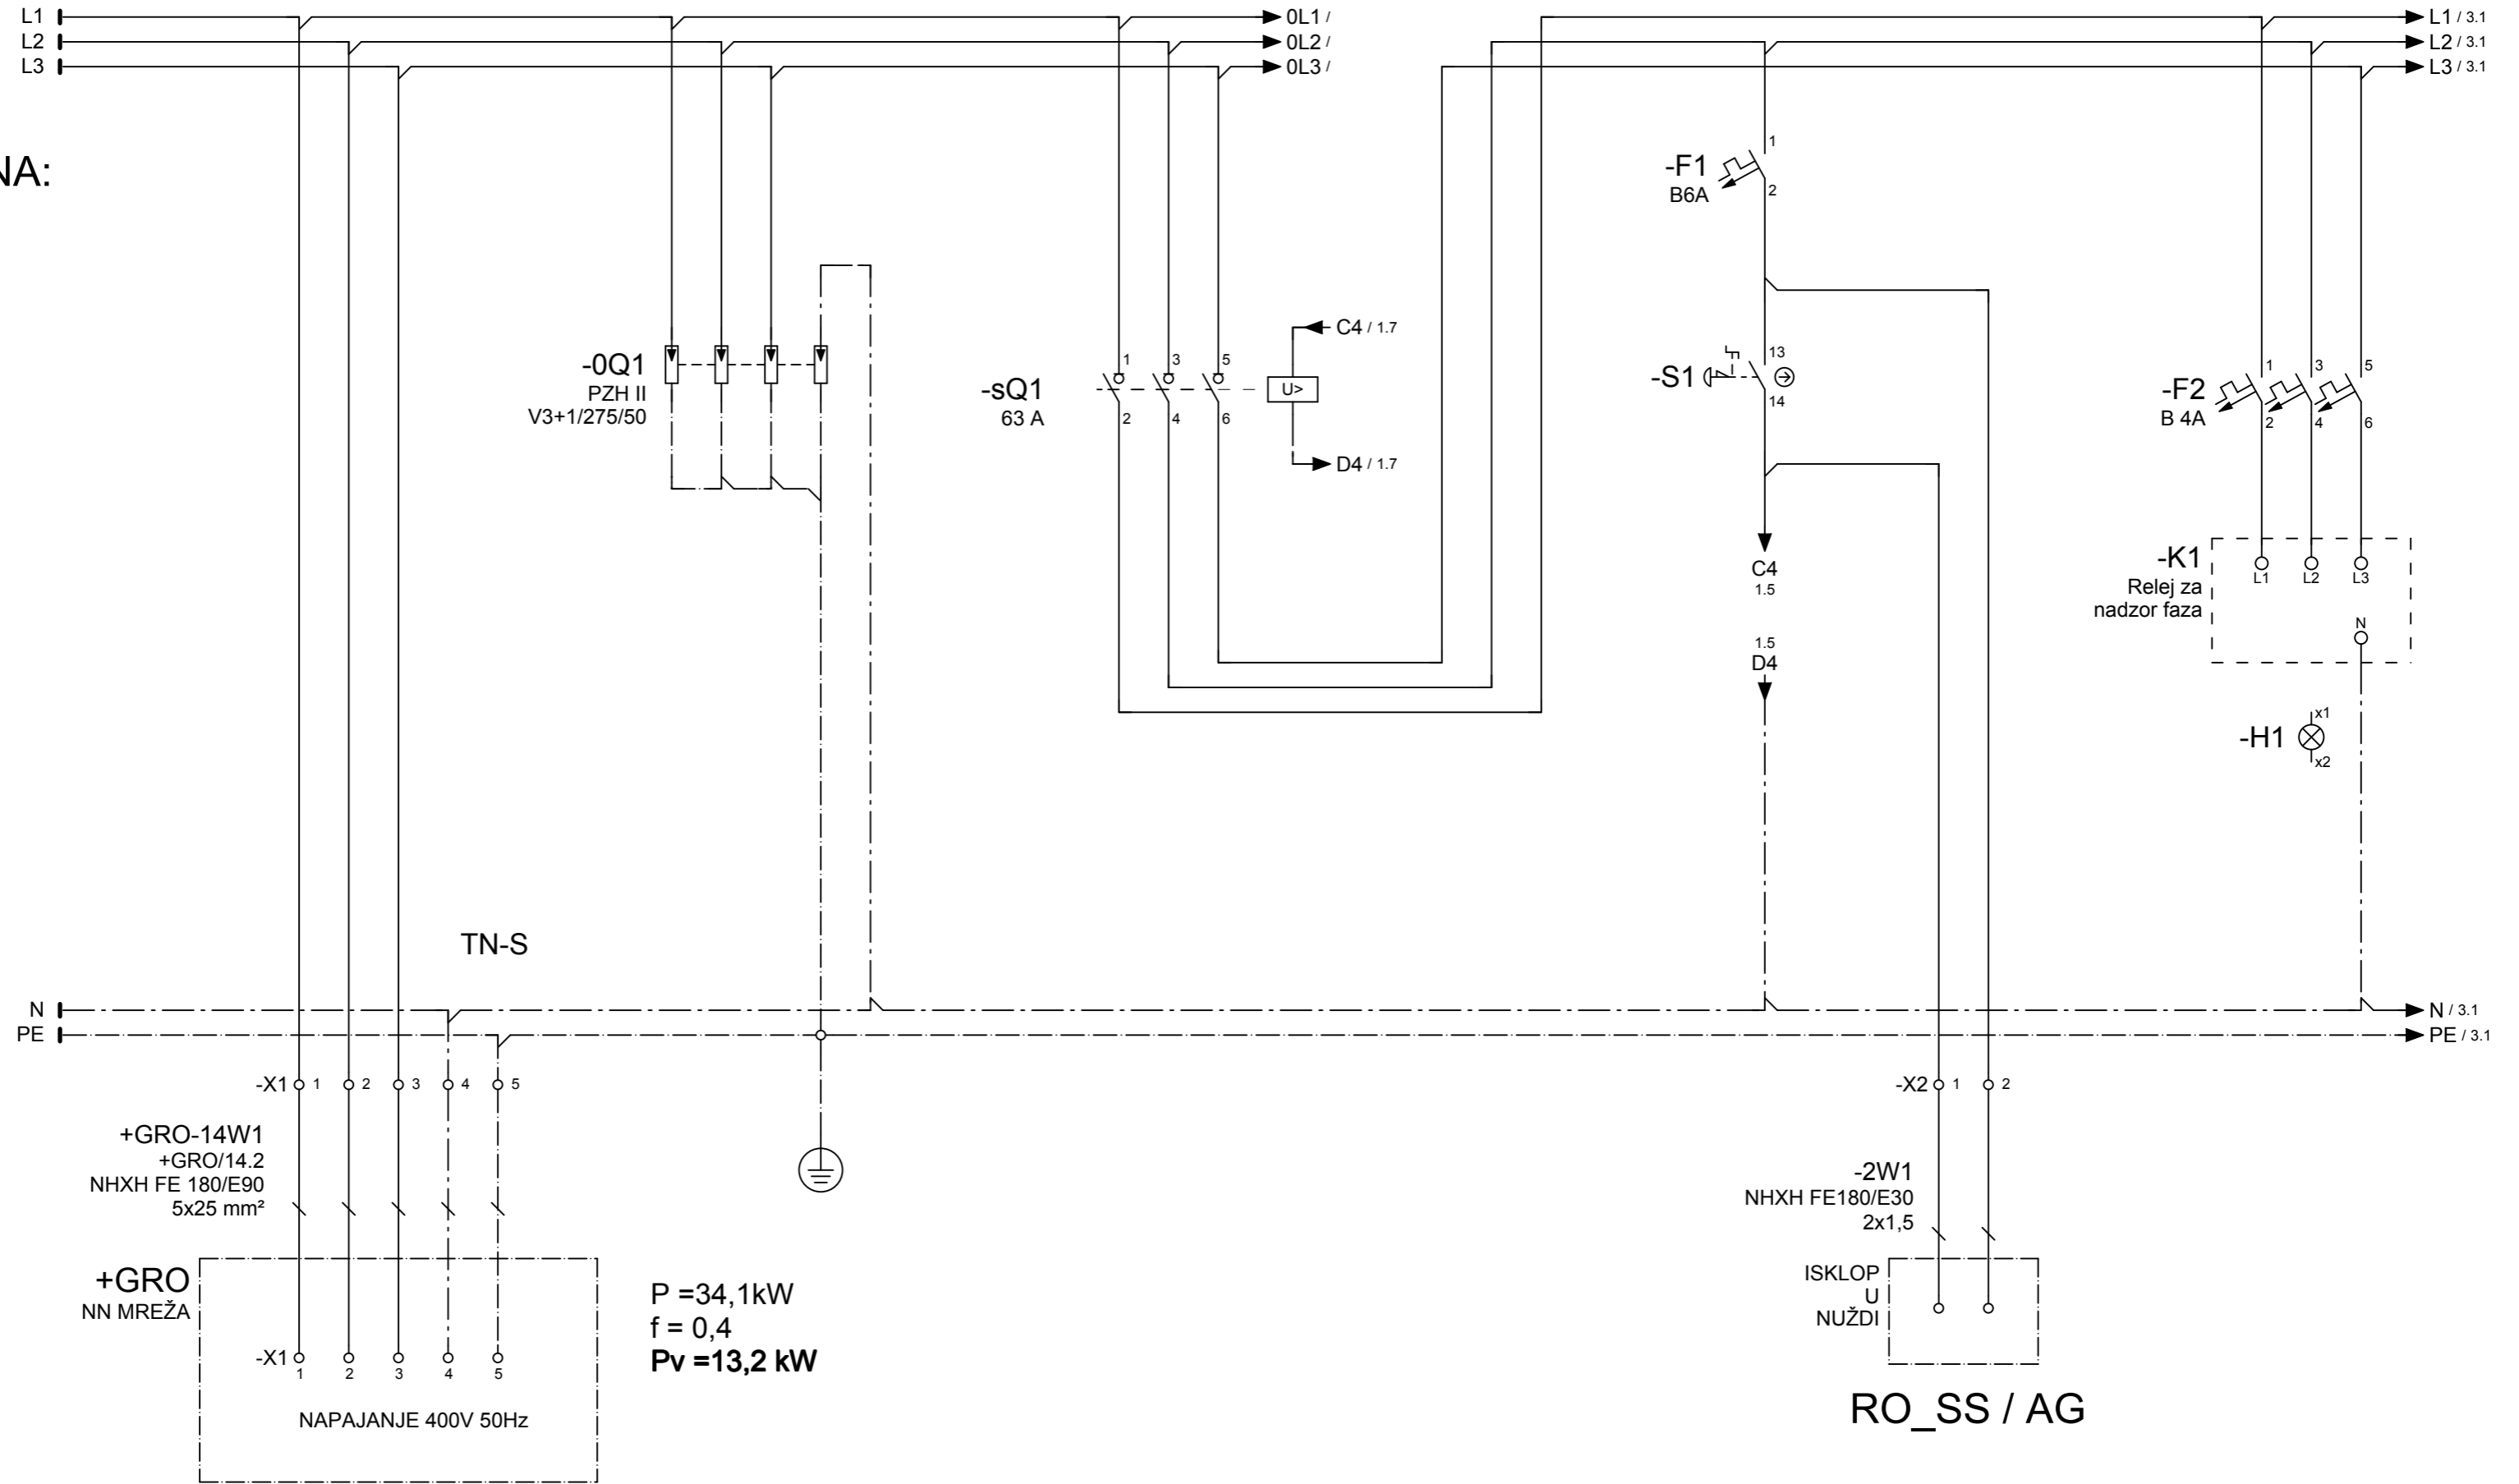 L1
L2
L3
0L1 /
0L2 /
0L3 /
L1 / 3.1
L2 / 3.1
L3 / 3.1
NA:
-F1
B6A
1
2
-0Q1
PZH II
V3+1/275/50
-sQ1
63 A
1
3
5
2
4
6
U>
C4 / 1.7
D4 / 1.7
-S1
13
14
C4
1.5
1.5
D4
-F2
B 4A
1
3
5
2
4
6
-K1
Relej za
nadzor faza
L1
L2
L3
N
-H1
x1
x2
TN-S
N
PE
N / 3.1
PE / 3.1
-X1
1
2
3
4
5
+GRO-14W1
+GRO/14.2
NHXH FE 180/E90
5x25 mm²
+GRO
NN MREŽA
-X1
1
2
3
4
5
NAPAJANJE 400V 50Hz
P =34,1kW
f = 0,4
Pv =13,2 kW
-X2
1
2
-2W1
NHXH FE180/E30
2x1,5
ISKLOP
U
NUŽDI
RO_SS / AG